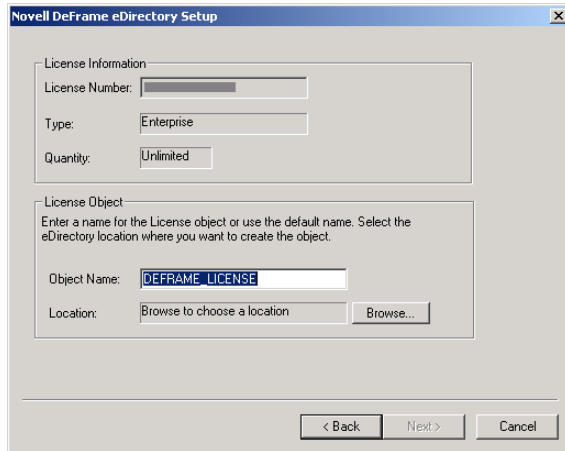 Novell DeFrame eDirectory Setup
License Information
License Number:
Type: Enterprise
Quantity: Unlimited
License Object
Enter a name for the License object or use the default name. Select the
eDirectory location where you want to create the object.
Object Name: DEFRAME_LICENSE
Location: Browse to choose a location Browse...
< Back Next > Cancel